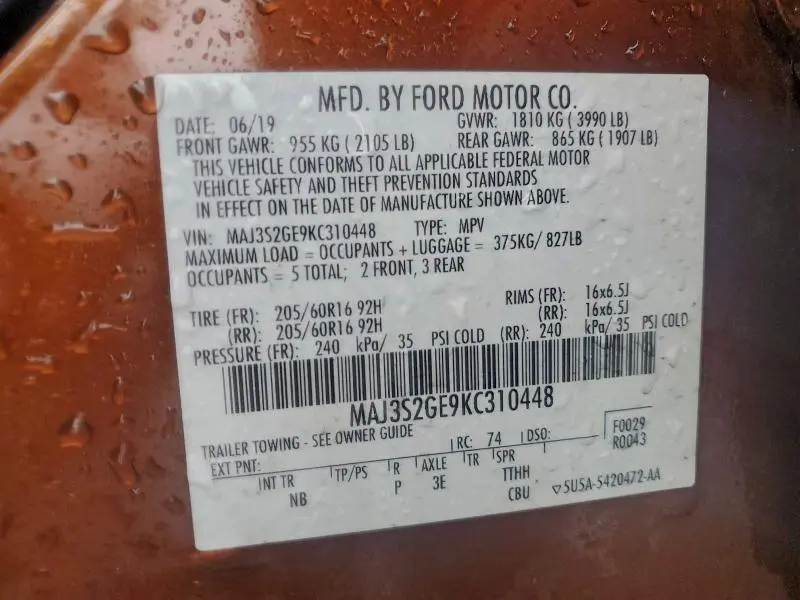 MFD. BY FORD MOTOR CO.
DATE: 06/19 GVWR: 1810 KG ( 3990 LB)
FRONT GAWR: 955 KG ( 2105 LB) REAR GAWR: 865 KG ( 1907 LB)
THIS VEHICLE CONFORMS TO ALL APPLICABLE FEDERAL MOTOR
VEHICLE SAFETY AND THEFT PREVENTION STANDARDS
IN EFFECT ON THE DATE OF MANUFACTURE SHOWN ABOVE.
VIN: MAJ3S2GE9KC310448 TYPE: MPV
MAXIMUM LOAD = OCCUPANTS + LUGGAGE = 375KG/ 827LB
OCCUPANTS = 5 TOTAL; 2 FRONT, 3 REAR
TIRE (FR): 205/60R16 92H RIMS (FR): 16x6.5J
(RR): 205/60R16 92H (RR): 16x6.5J
PRESSURE (FR): 240 kPa/ 35 PSI COLD (RR): 240 kPa/ 35 PSI COLD
MAJ3S2GE9KC310448
TRAILER TOWING - SEE OWNER GUIDE
EXT PNT: RC: 74 DSO: F0029
R0043
INT TR TP/PS R AXLE TR SPR
NB P 3E TTHH
CBU ▽5U5A-5420472-AA